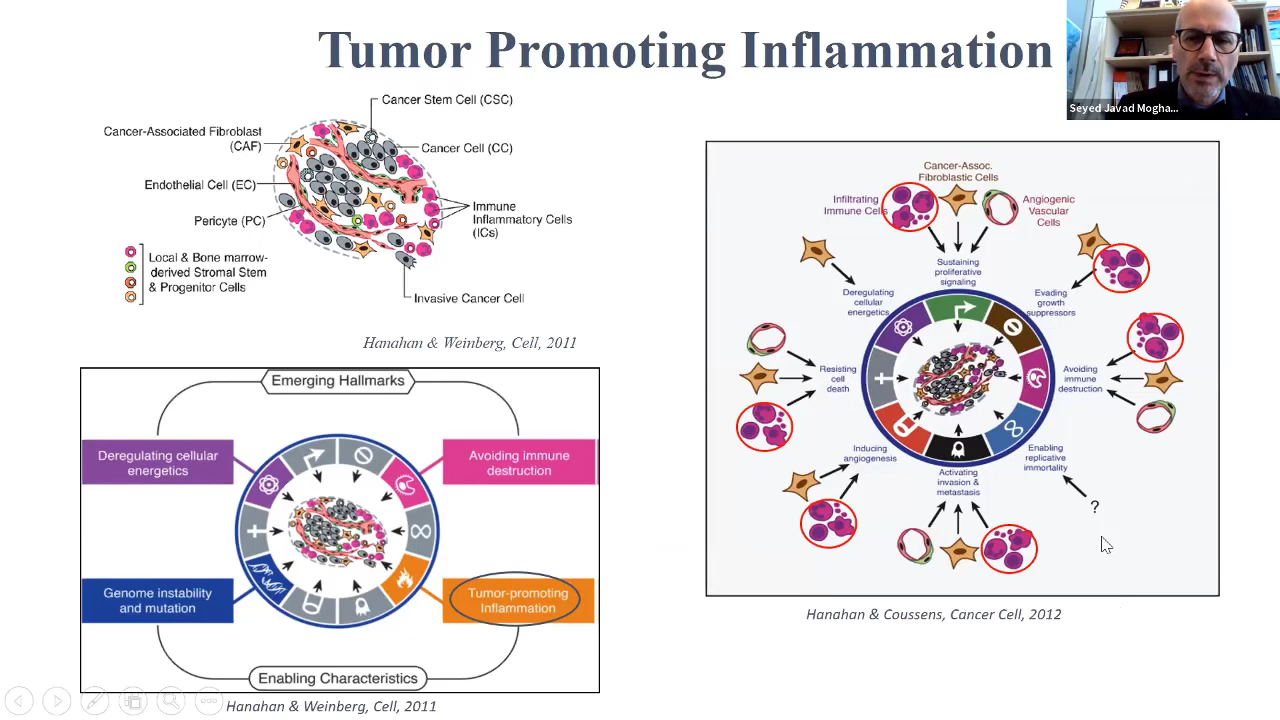 Tumor Promoting Inflammation
Seyed Javad Mogha...
Cancer Stem Cell (CSC)
Cancer-Associated Fibroblast
(CAF)
Cancer Cell (CC)
Endothelial Cell (EC)
Immune
Inflammatory Cells
(ICs)
Pericyte (PC)
Local & Bone marrow-
derived Stromal Stem
& Progenitor Cells
Invasive Cancer Cell
Hanahan & Weinberg, Cell, 2011
Emerging Hallmarks
Deregulating cellular
energetics
Avoiding immune
destruction
Genome instability
and mutation
Tumor-promoting
Inflammation
Enabling Characteristics
Hanahan & Weinberg, Cell, 2011
Cancer-Assoc.
Fibroblastic Cells
Infiltrating
Immune Cells
Angiogenic
Vascular
Cells
Sustaining
proliferative
signaling
Deregulating
cellular
energetics
Evading
growth
suppressors
Resisting
cell
death
Avoiding
immune
destruction
Inducing
angiogenesis
Activating
invasion &
metastasis
Enabling
replicative
immortality
?
Hanahan & Coussens, Cancer Cell, 2012